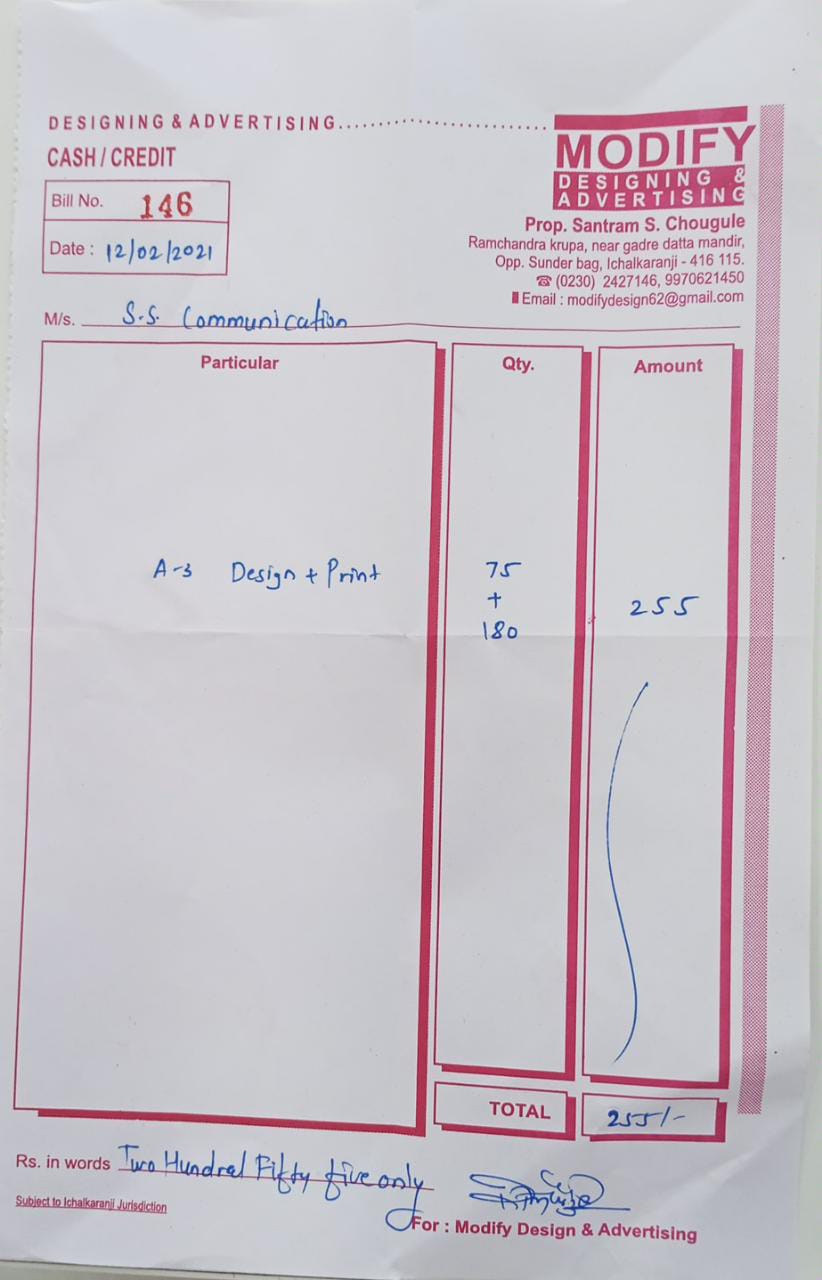 DESIGNING & ADVERTISING..............................
CASH / CREDIT
Bill No. 146
Date : 12/02/2021
MODIFY
DESIGNING &
ADVERTISING
Prop. Santram S. Chougule
Ramchandra krupa, near gadre datta mandir,
Opp. Sunder bag, Ichalkaranji - 416 115.
☎ (0230) 2427146, 9970621450
Email : modifydesign62@gmail.com
M/s. S.S. Communication
Particular Qty. Amount
A-3 Design + Print 75
+ 255
180
TOTAL 255/-
Rs. in words Two Hundred Fifty five only
Subject to Ichalkaranji Jurisdiction
For : Modify Design & Advertising